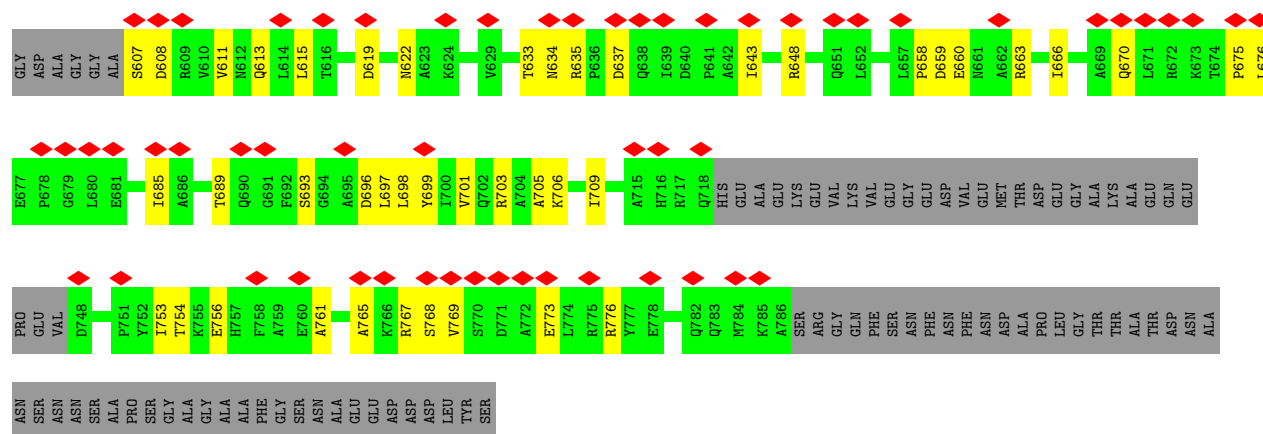 GLY ASP ALA GLY GLY ALA S607 D608 R609 V610 V611 N612 Q613 L614 L615 T616 D619 N622 A623 K624 V629 T633 N634 R635 P636 D637 Q638 I639 D640 P641 A642 I643 R648 Q651 L652 L657 P658 D659 E660 N661 A662 R663 I666 A669 Q670 L671 R672 K673 T674 P675 L676
E677 P678 G679 L680 E681 I685 A686 T689 Q690 G691 F692 S693 G694 A695 D696 L697 L698 Y699 I700 V701 Q702 R703 A704 A705 K706 I709 A715 H716 R717 Q718 HIS GLU ALA GLU LYS GLU VAL LYS VAL GLU GLY GLU ASP VAL GLU MET THR ASP GLU GLY ALA LYS ALA GLU GLN GLU
PRO GLU VAL D748 P751 Y752 I753 T754 K755 E756 H757 F758 A759 E760 A761 A765 K766 R767 S768 V769 S770 D771 A772 E773 L774 R775 R776 Y777 E778 Q782 Q783 M784 K785 A786 SER ARG GLY GLN PHE SER ASN PHE ASN PHE ASN ASP ALA PRO LEU GLY THR THR ALA THR ASP ASN ALA
ASN SER ASN ASN SER ALA PRO SER GLY ALA GLY ALA ALA PHE GLY SER ASN ALA GLU GLU ASP ASP ASP LEU TYR SER